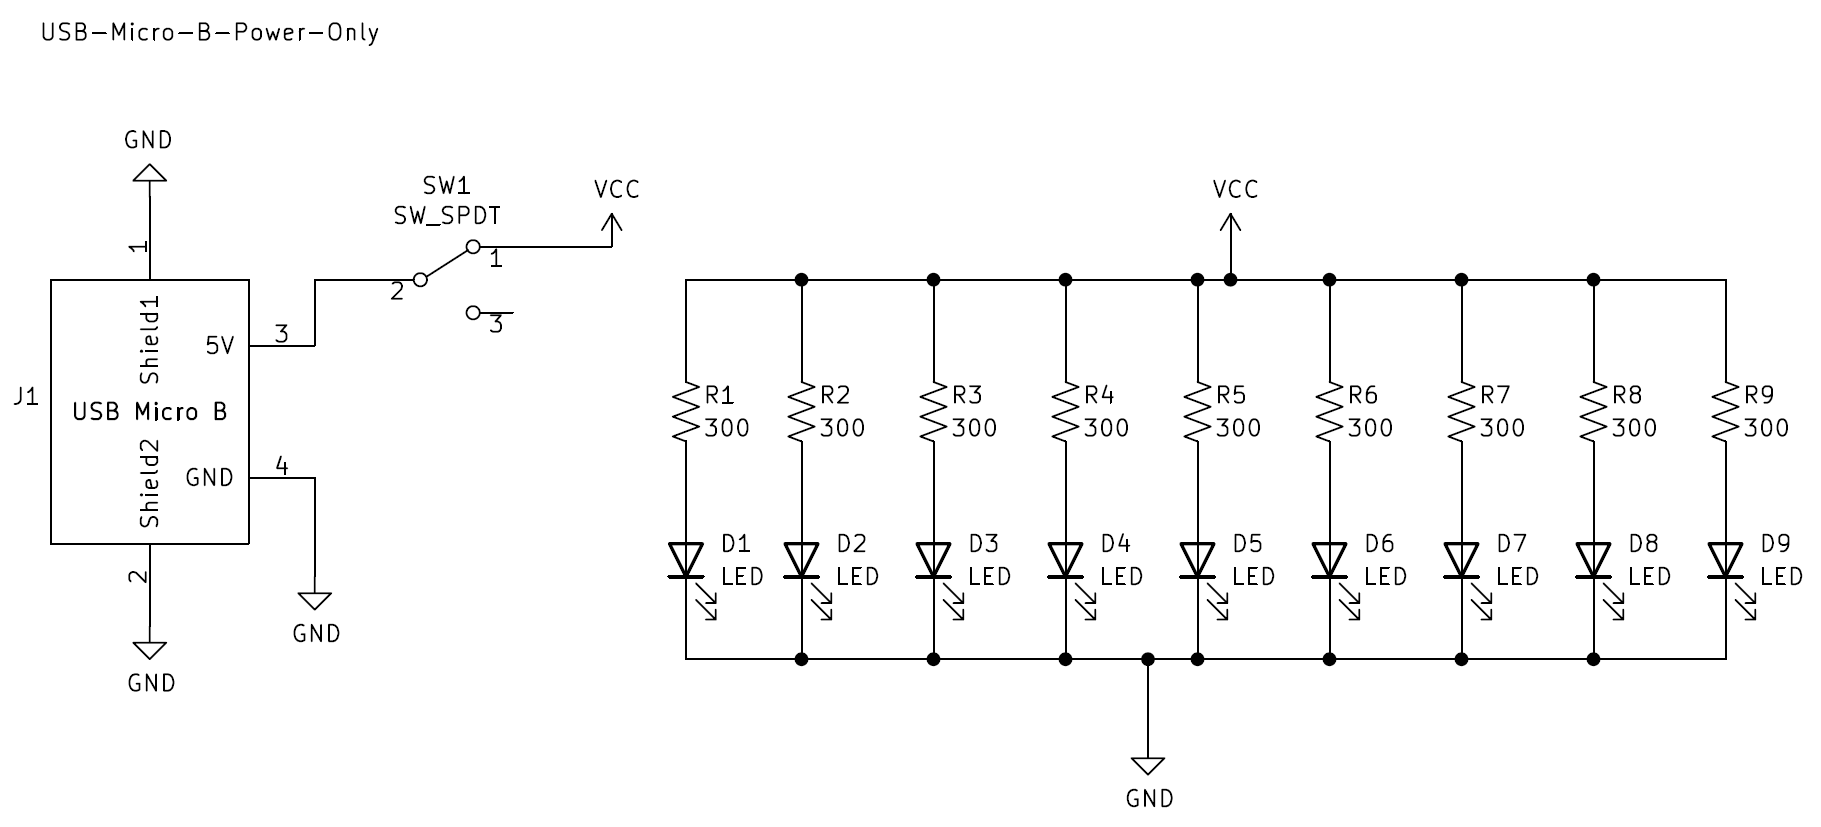 USB-Micro-B-Power-Only
GND
SW1
SW_SPDT
VCC
VCC
1
1
2
3
Shield1
5V
3
J1
USB Micro B
Shield2
GND
4
2
GND
GND
R1
300
R2
300
R3
300
R4
300
R5
300
R6
300
R7
300
R8
300
R9
300
D1
LED
D2
LED
D3
LED
D4
LED
D5
LED
D6
LED
D7
LED
D8
LED
D9
LED
GND